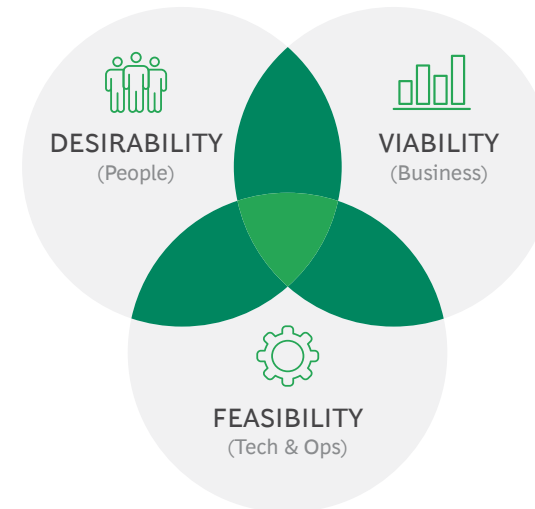 DESIRABILITY
(People)
VIABILITY
(Business)
FEASIBILITY
(Tech & Ops)